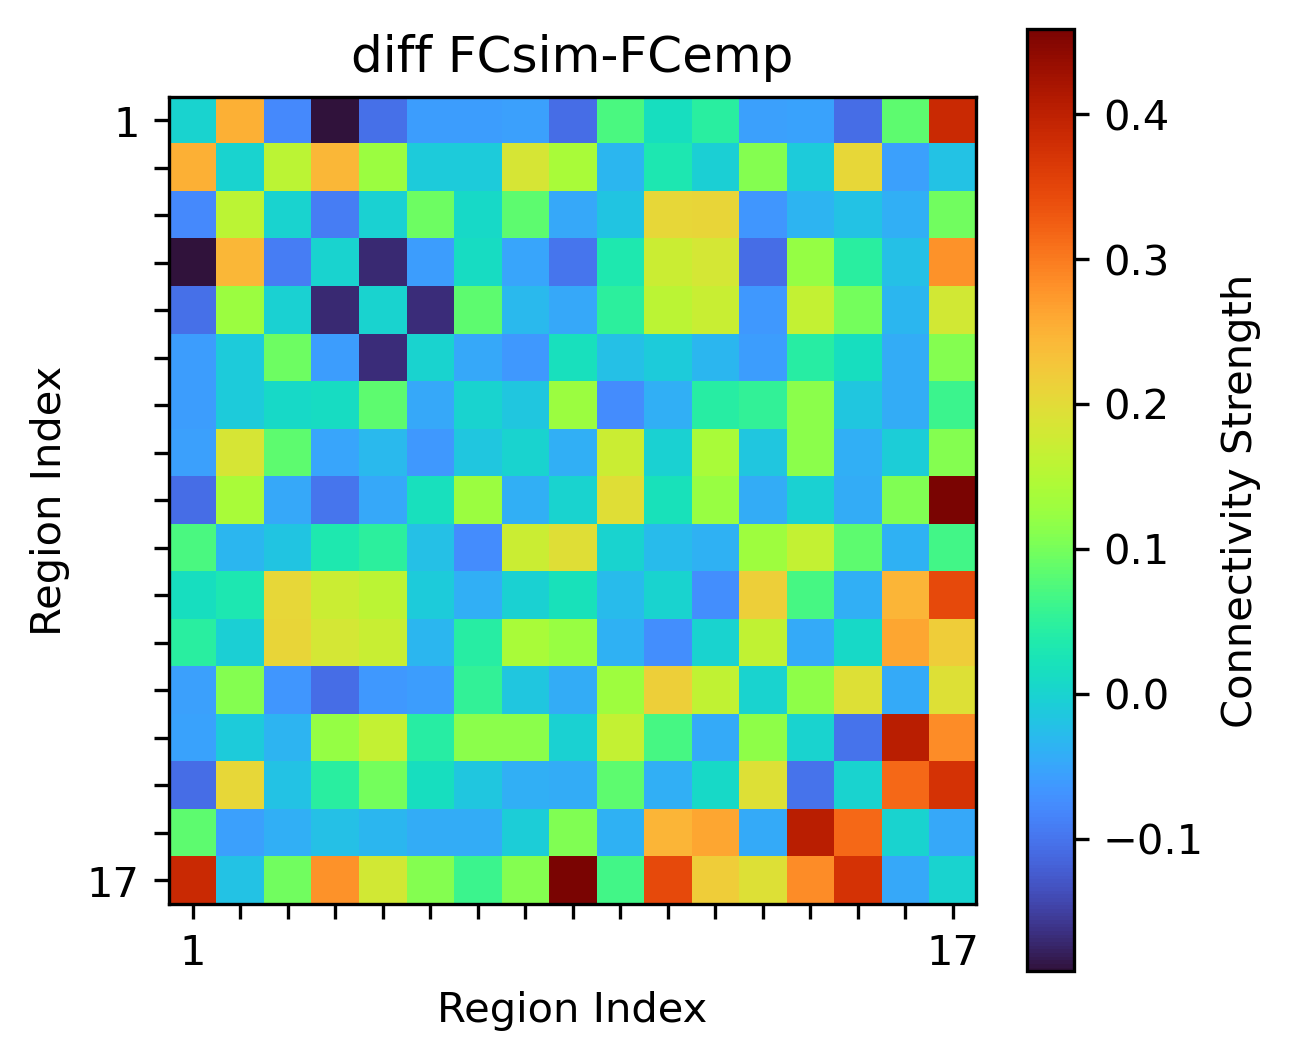 diff FCsim-FCemp
1
17
1
17
Region Index
Region Index
0.4
0.3
0.2
0.1
0.0
−0.1
Connectivity Strength